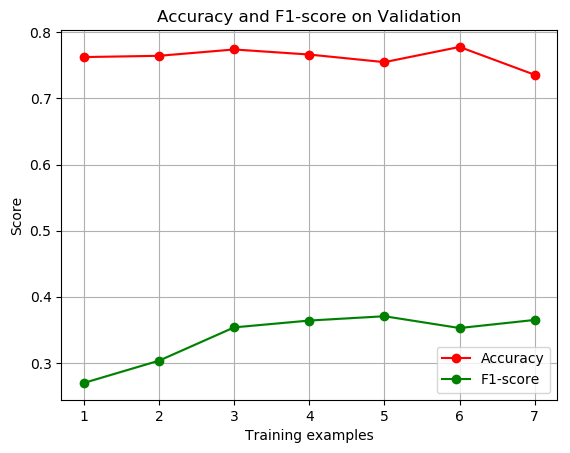 Accuracy and F1-score on Validation
0.8
0.7
0.6
0.5
0.4
0.3
Score
1 2 3 4 5 6 7
Training examples
Accuracy
F1-score